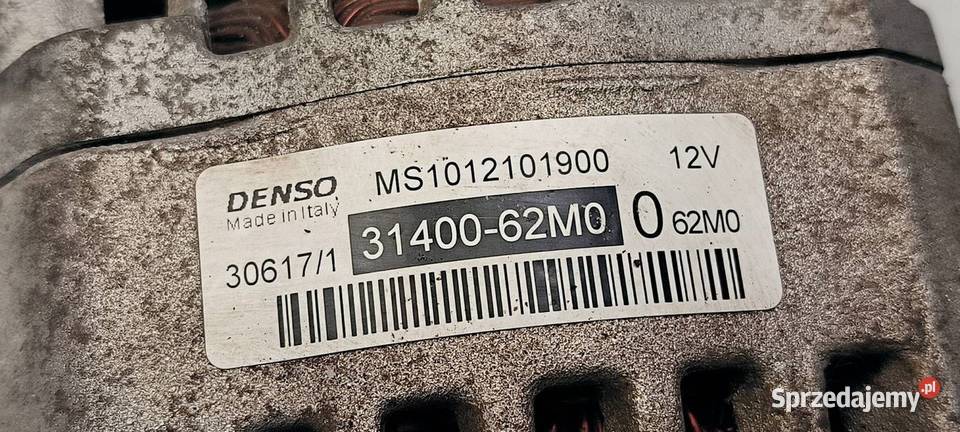 DENSO MS1012101900 12V
Made in Italy 31400-62M0 0 62M0
30617/1
Sprzedajemy.pl